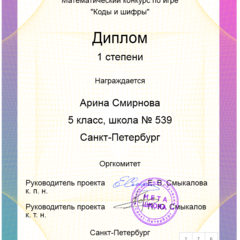 Математический конкурс по игре
"Коды и шифры"
Диплом
1 степени
Награждается
Арина Смирнова
5 класс, школа № 539
Санкт-Петербург
Оргкомитет
Руководитель проекта Е. В. Смыкалова
к. п. н.
Руководитель проекта П. Ю. Смыкалов
к. т. н.
Санкт-Петербург